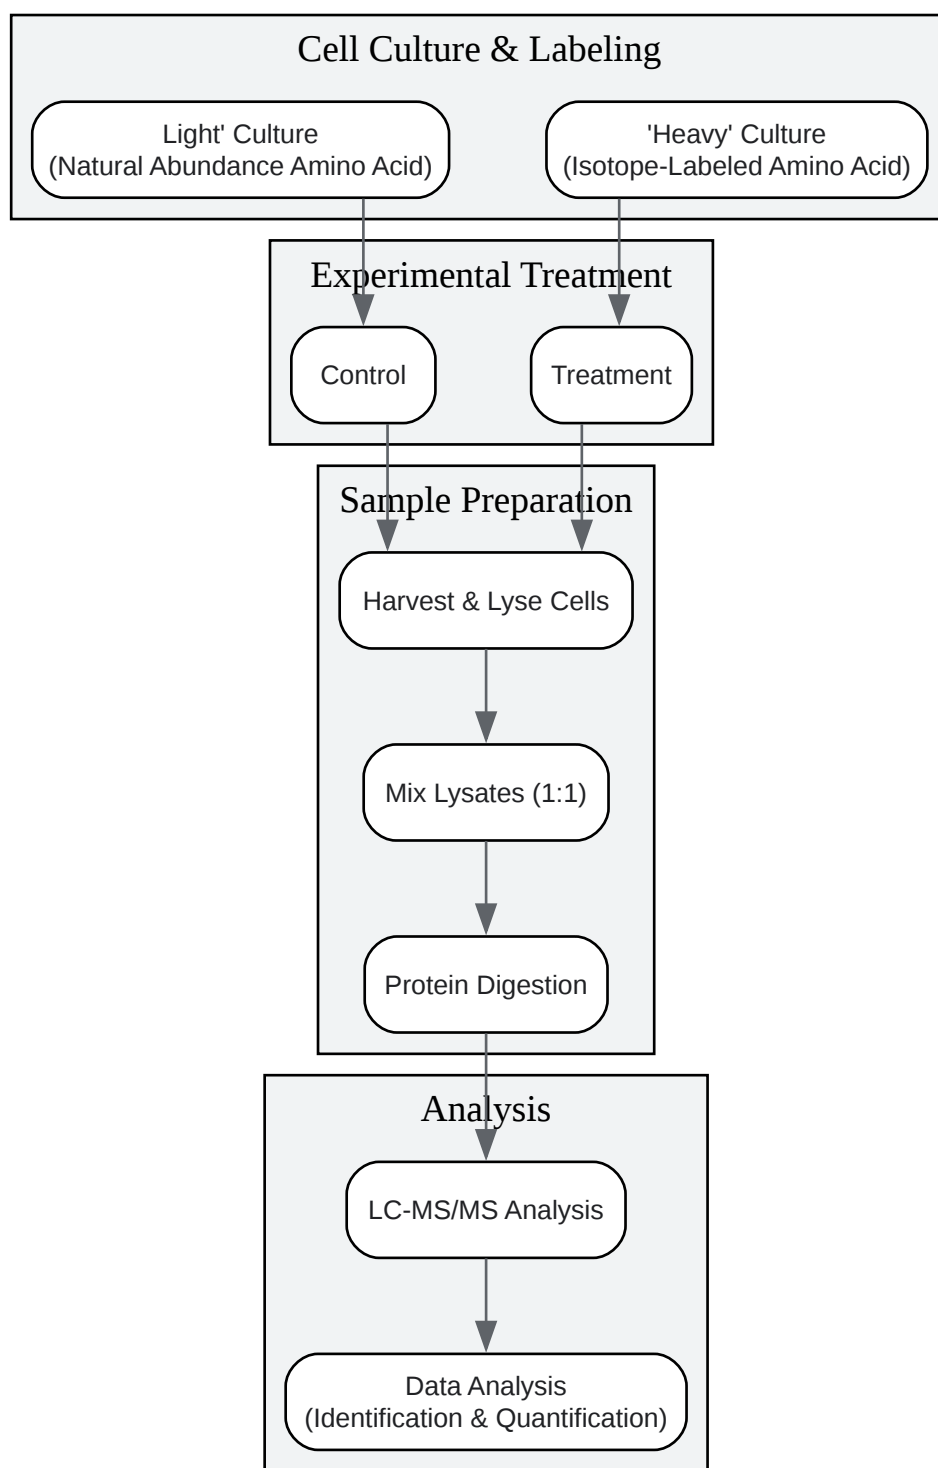 Cell Culture & Labeling
Light' Culture
(Natural Abundance Amino Acid)
'Heavy' Culture
(Isotope-Labeled Amino Acid)
Experimental Treatment
Control
Treatment
Sample Preparation
Harvest & Lyse Cells
Mix Lysates (1:1)
Protein Digestion
Analysis
LC-MS/MS Analysis
Data Analysis
(Identification & Quantification)